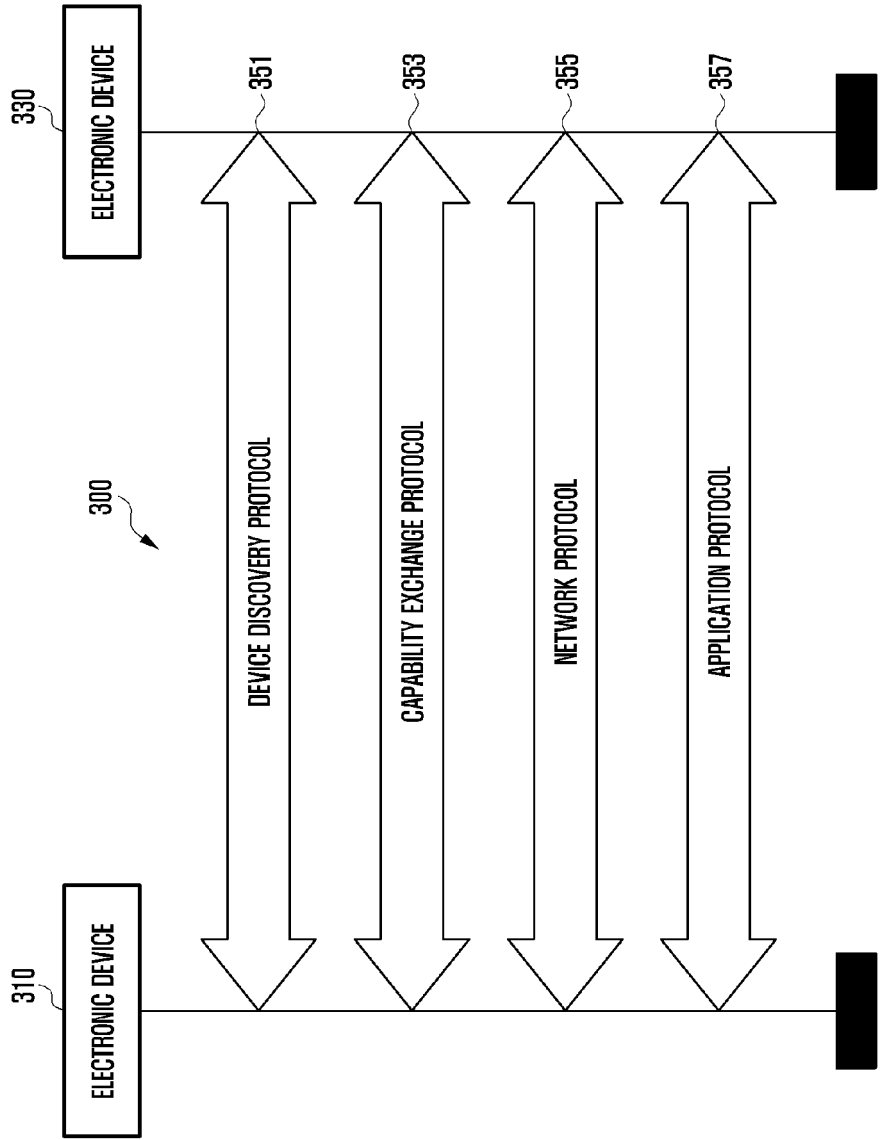 300
310
330
ELECTRONIC DEVICE
ELECTRONIC DEVICE
DEVICE DISCOVERY PROTOCOL
351
CAPABILITY EXCHANGE PROTOCOL
353
NETWORK PROTOCOL
355
APPLICATION PROTOCOL
357